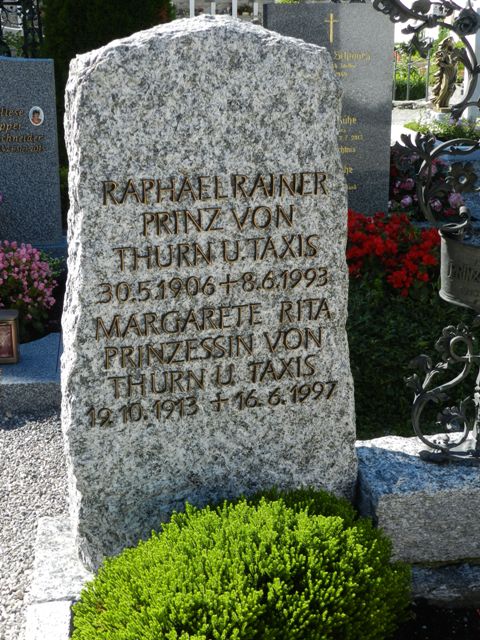 RAPHAEL RAINER
PRINZ VON
THURN U. TAXIS
30.5.1906 + 8.6.1993
MARGARETE RITA
PRINZESSIN VON
THURN U. TAXIS
19.10.1913 + 16.6.1997